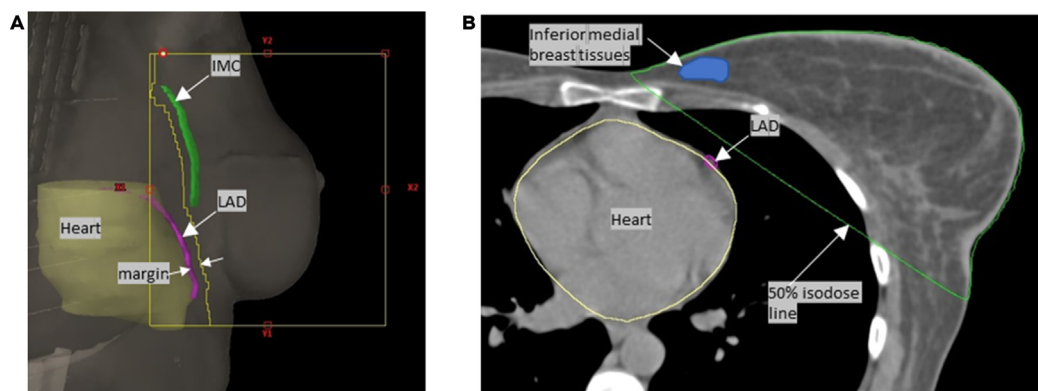 A
B
Y2
IMC
X1
X2
LAD
Heart
margin
Y1
Inferior medial
breast tissues
LAD
Heart
50% isodose
line